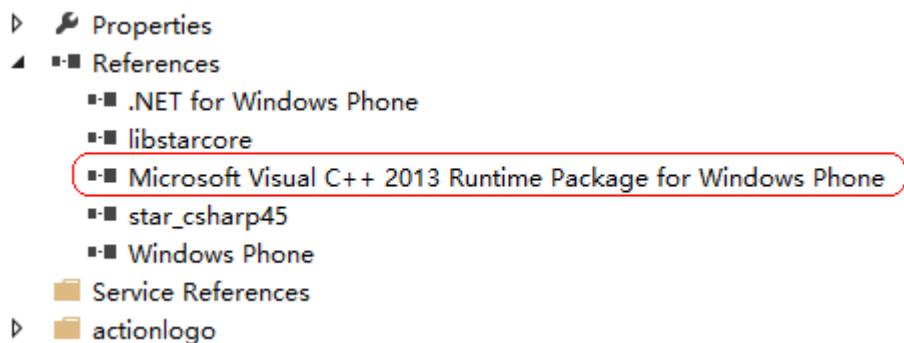 Properties
References
.NET for Windows Phone
libstarcore
Microsoft Visual C++ 2013 Runtime Package for Windows Phone
star_csharp45
Windows Phone
Service References
actionlogo